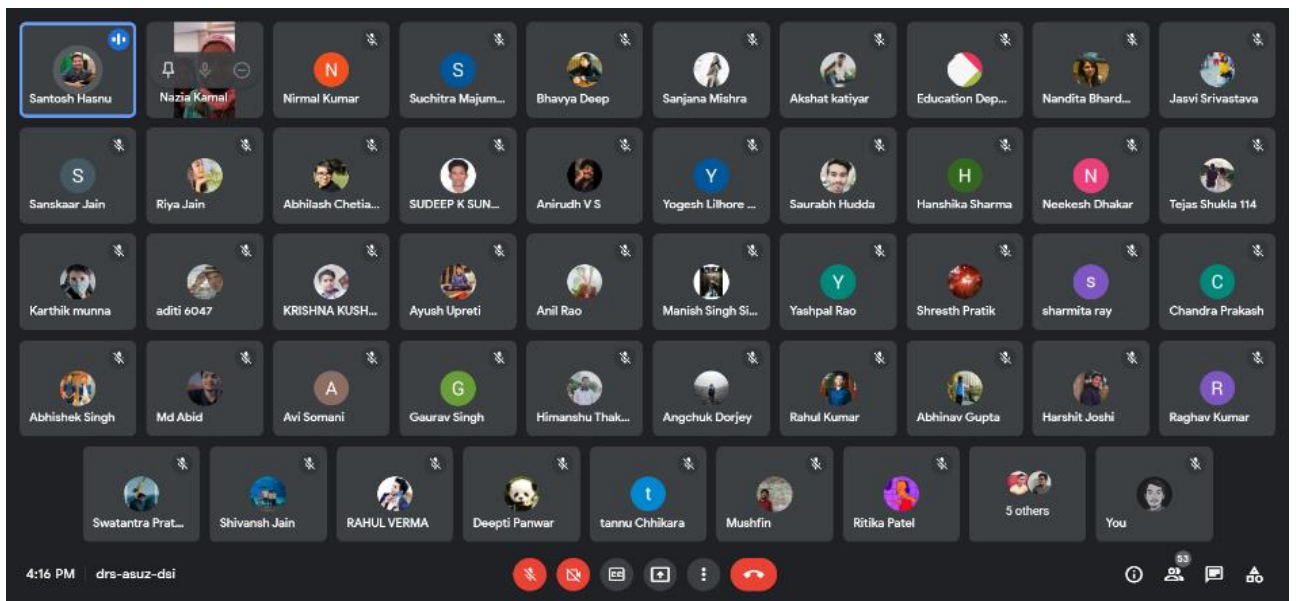 Santosh Hasnu
Nazia Kamal
N
Nirmal Kumar
S
Suchitra Majum...
Bhavya Deep
Sanjana Mishra
Akshat katiyar
Education Dep...
Nandita Bhard...
Jasvi Srivastava
S
Sanskaar Jain
Riya Jain
Abhilash Chetia...
SUDEEP K SUN...
Anirudh V S
Y
Yogesh Lilhore ...
Saurabh Hudda
H
Hanshika Sharma
N
Neekesh Dhakar
Tejas Shukla 114
Karthik munna
aditi 6047
KRISHNA KUSH...
Ayush Upreti
Anil Rao
Manish Singh Si...
Y
Yashpal Rao
Shresth Pratik
s
sharmita ray
C
Chandra Prakash
Abhishek Singh
Md Abid
A
Avi Somani
G
Gaurav Singh
Himanshu Thak...
Angchuk Dorjey
Rahul Kumar
Abhinav Gupta
Harshit Joshi
R
Raghav Kumar
Swatantra Prat...
Shivansh Jain
RAHUL VERMA
Deepti Panwar
t
tannu Chhikara
Mushfin
Ritika Patel
5 others
You
4:16 PM | drs-asuz-dsi
CC
53